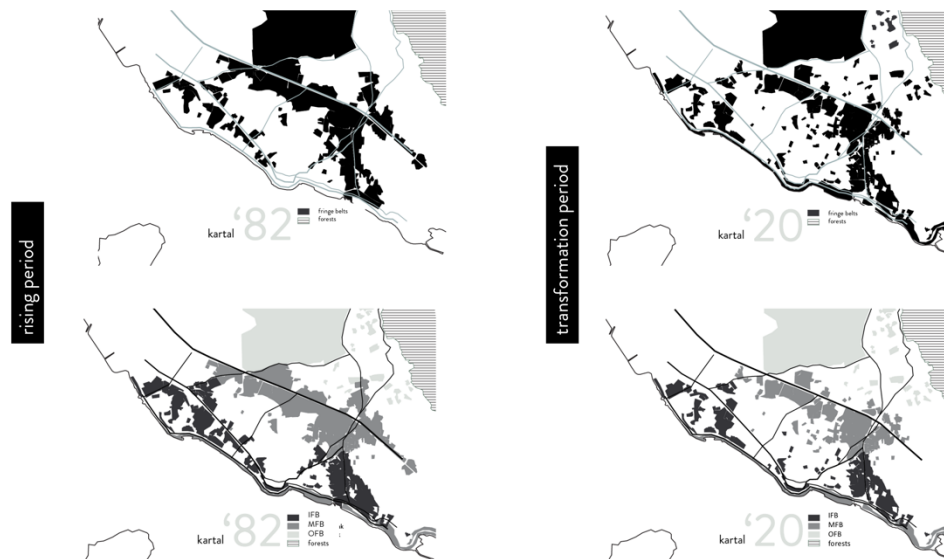 rising period
kartal '82
fringe belts
forests
transformation period
kartal '20
fringe belts
forests
kartal '82
IFB
MFB
OFB
forests
kartal '20
IFB
MFB
OFB
forests